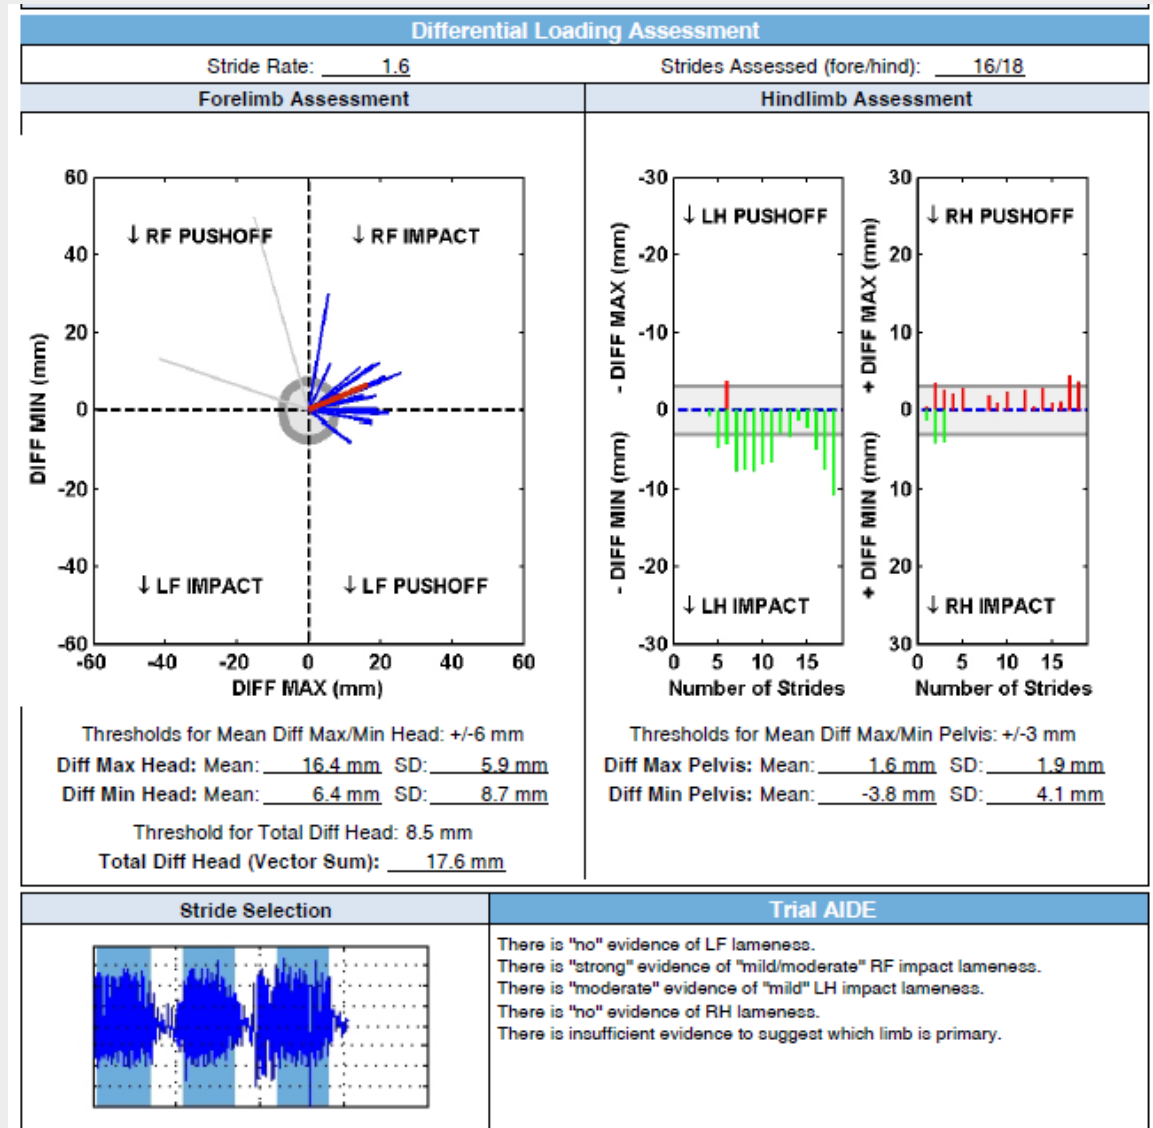 Differential Loading Assessment
Stride Rate: 1.6 Strides Assessed (fore/hind): 16/18
Forelimb Assessment Hindlimb Assessment
60
40
20
0
-20
-40
-60
DIFF MIN (mm)
↓ RF PUSHOFF ↓ RF IMPACT
↓ LF IMPACT ↓ LF PUSHOFF
-60 -40 -20 0 20 40 60
DIFF MAX (mm)
-30
-20
-10
0
-10
-20
-30
- DIFF MIN (mm) - DIFF MAX (mm)
↓ LH PUSHOFF
↓ LH IMPACT
0 5 10 15
Number of Strides
30
20
10
0
10
20
30
+ DIFF MIN (mm) + DIFF MAX (mm)
↓ RH PUSHOFF
↓ RH IMPACT
0 5 10 15
Number of Strides
Thresholds for Mean Diff Max/Min Head: +/-6 mm
Diff Max Head: Mean: 16.4 mm SD: 5.9 mm
Diff Min Head: Mean: 6.4 mm SD: 8.7 mm
Threshold for Total Diff Head: 8.5 mm
Total Diff Head (Vector Sum): 17.6 mm
Thresholds for Mean Diff Max/Min Pelvis: +/-3 mm
Diff Max Pelvis: Mean: 1.6 mm SD: 1.9 mm
Diff Min Pelvis: Mean: -3.8 mm SD: 4.1 mm
Stride Selection
Trial AIDE
There is "no" evidence of LF lameness.
There is "strong" evidence of "mild/moderate" RF impact lameness.
There is "moderate" evidence of "mild" LH impact lameness.
There is "no" evidence of RH lameness.
There is insufficient evidence to suggest which limb is primary.